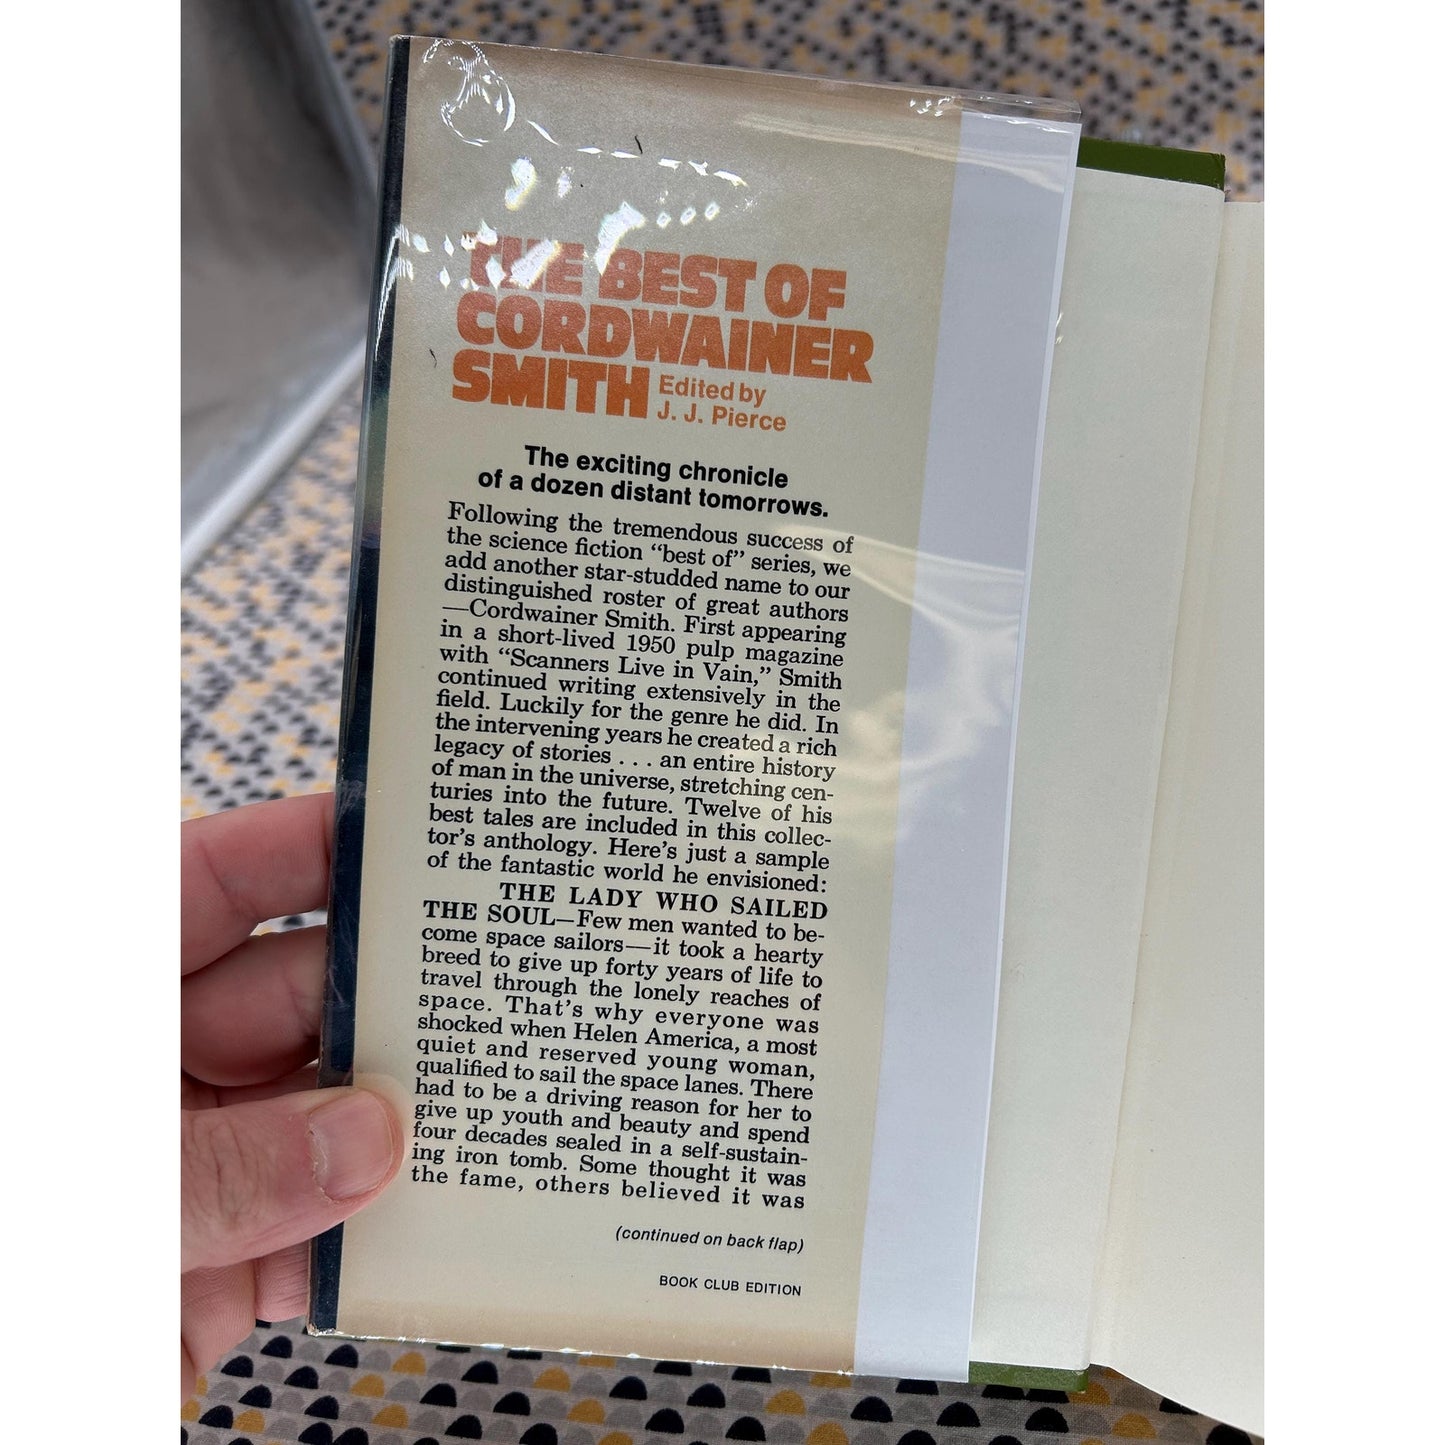 THE BEST OF
CORDWAINER
SMITH Edited by
J. J. Pierce
The exciting chronicle
of a dozen distant tomorrows.
Following the tremendous success of
the science fiction “best of” series, we
add another star-studded name to our
distinguished roster of great authors
—Cordwainer Smith. First appearing
in a short-lived 1950 pulp magazine
with “Scanners Live in Vain,” Smith
continued writing extensively in the
field. Luckily for the genre he did. In
the intervening years he created a rich
legacy of stories . . . an entire history
of man in the universe, stretching cen-
turies into the future. Twelve of his
best tales are included in this collec-
tor’s anthology. Here’s just a sample
of the fantastic world he envisioned:
THE LADY WHO SAILED
THE SOUL—Few men wanted to be-
come space sailors—it took a hearty
breed to give up forty years of life to
travel through the lonely reaches of
space. That’s why everyone was
shocked when Helen America, a most
quiet and reserved young woman,
qualified to sail the space lanes. There
had to be a driving reason for her to
give up youth and beauty and spend
four decades sealed in a self-sustain-
ing iron tomb. Some thought it was
the fame, others believed it was
(continued on back flap)
BOOK CLUB EDITION